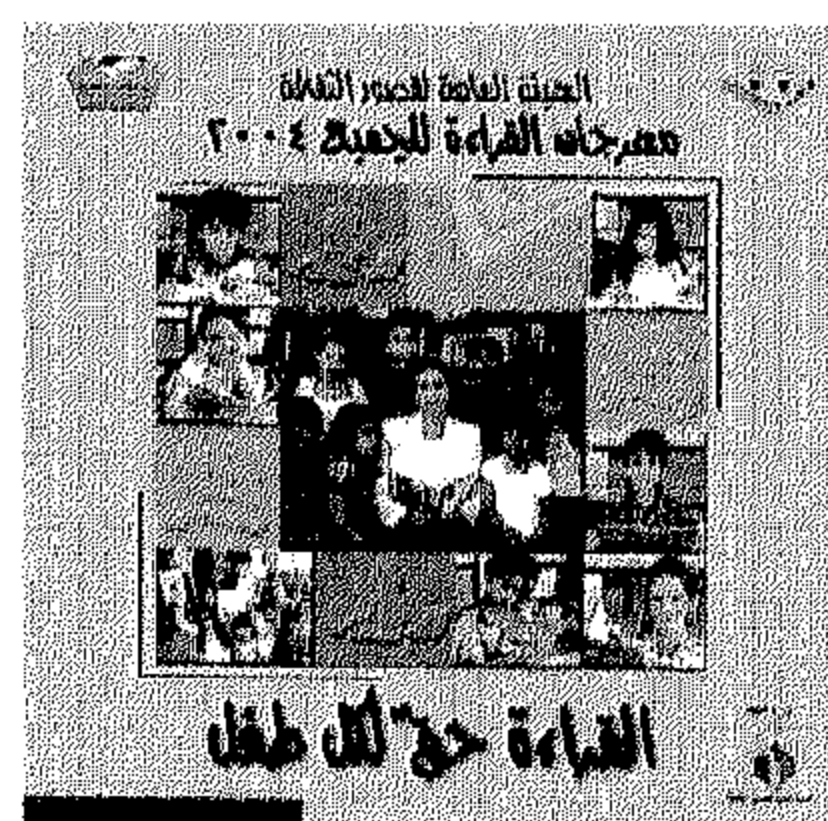 الهيئة العامة لقصور الثقافة
مهرجان القراءة للجميع ٢٠٠٤
القراءة حق لكل طفل